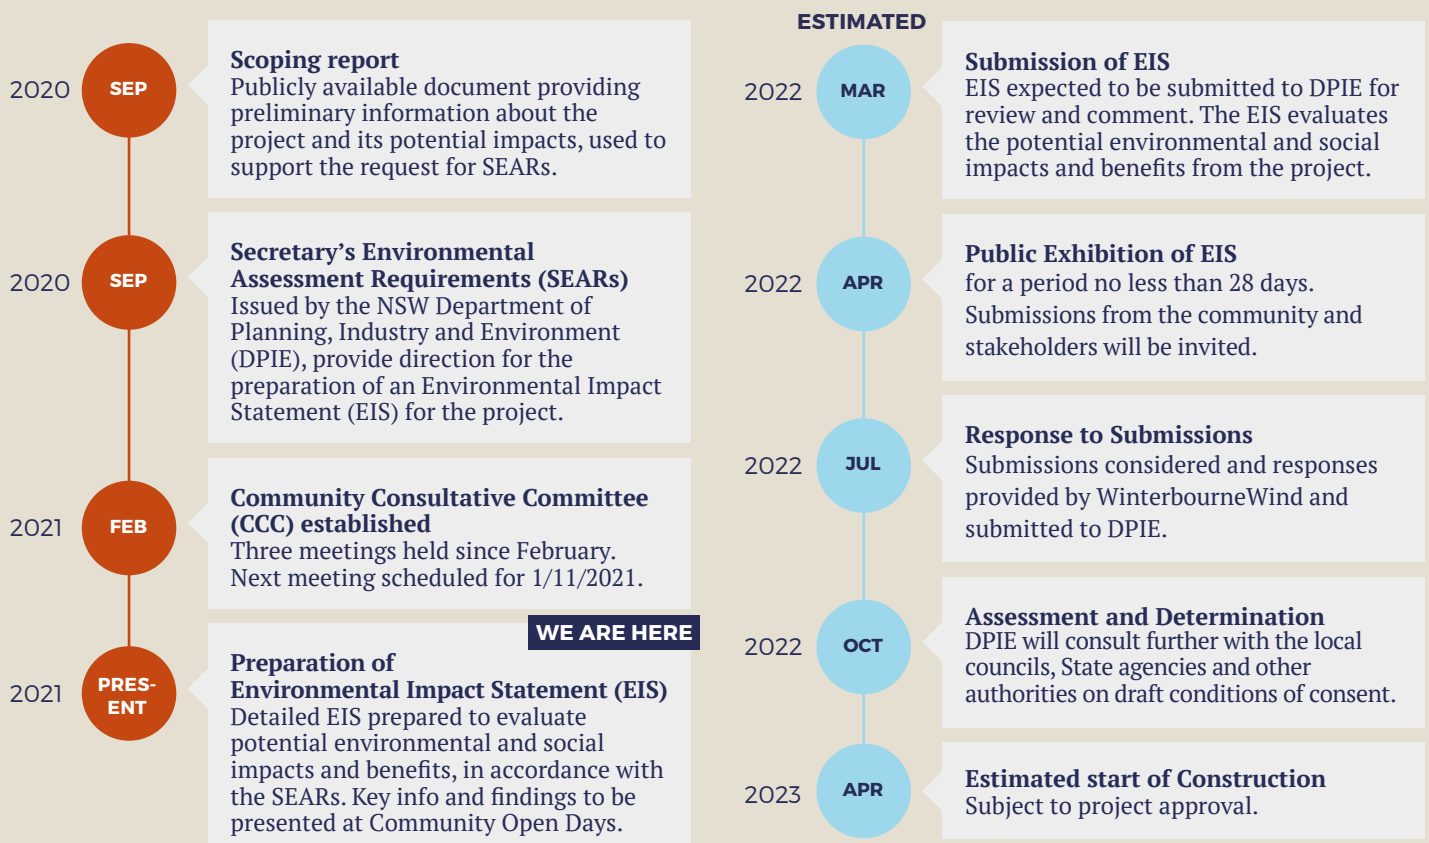 2020
SEP
Scoping report
Publicly available document providing
preliminary information about the
project and its potential impacts, used to
support the request for SEARs.
2020
SEP
Secretary’s Environmental
Assessment Requirements (SEARs)
Issued by the NSW Department of
Planning, Industry and Environment
(DPIE), provide direction for the
preparation of an Environmental Impact
Statement (EIS) for the project.
2021
FEB
Community Consultative Committee
(CCC) established
Three meetings held since February.
Next meeting scheduled for 1/11/2021.
WE ARE HERE
2021
PRES-
ENT
Preparation of
Environmental Impact Statement (EIS)
Detailed EIS prepared to evaluate
potential environmental and social
impacts and benefits, in accordance with
the SEARs. Key info and findings to be
presented at Community Open Days.
ESTIMATED
2022
MAR
Submission of EIS
EIS expected to be submitted to DPIE for
review and comment. The EIS evaluates
the potential environmental and social
impacts and benefits from the project.
2022
APR
Public Exhibition of EIS
for a period no less than 28 days.
Submissions from the community and
stakeholders will be invited.
2022
JUL
Response to Submissions
Submissions considered and responses
provided by WinterbourneWind and
submitted to DPIE.
2022
OCT
Assessment and Determination
DPIE will consult further with the local
councils, State agencies and other
authorities on draft conditions of consent.
2023
APR
Estimated start of Construction
Subject to project approval.